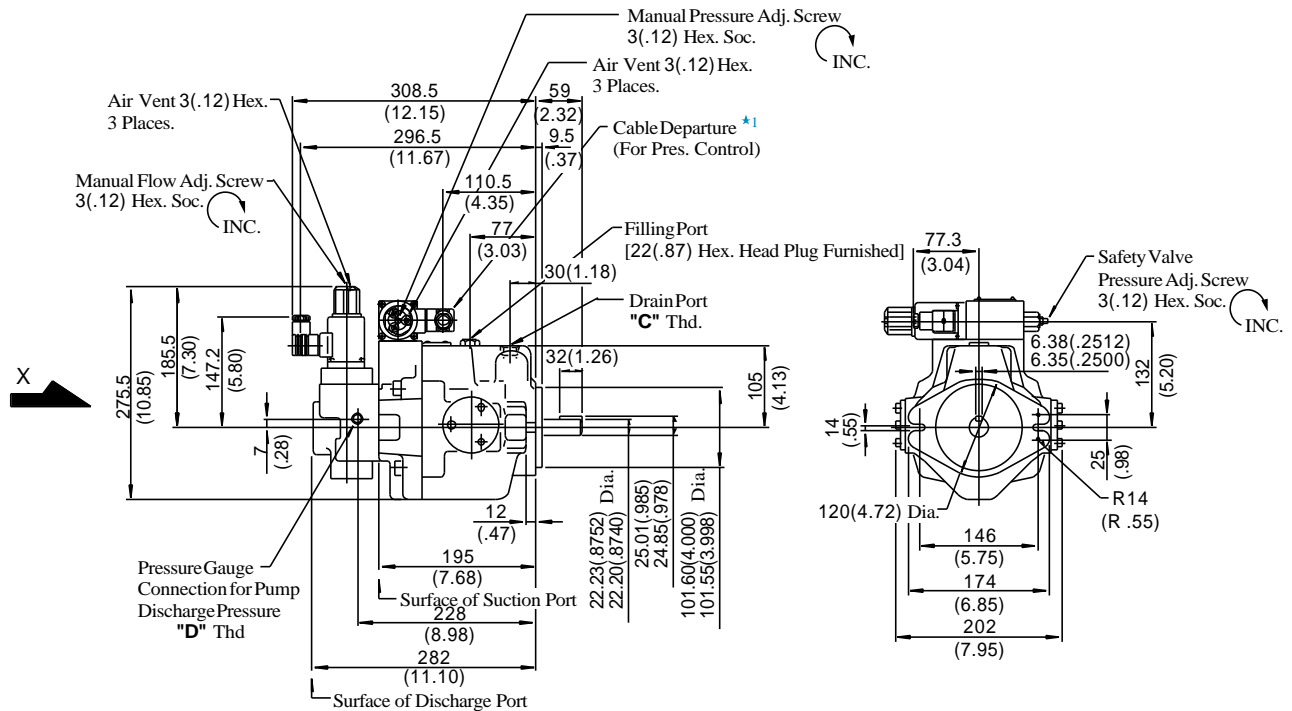 Manual Pressure Adj. Screw
3(.12) Hex. Soc.
INC.
Air Vent 3(.12) Hex.
3 Places.
308.5
(12.15)
59
(2.32)
Air Vent 3(.12) Hex.
3 Places.
Cable Departure ★1
(For Pres. Control)
296.5
(11.67)
9.5
(.37)
Manual Flow Adj. Screw
3(.12) Hex. Soc.
INC.
110.5
(4.35)
77
(3.03)
Filling Port
[22(.87) Hex. Head Plug Furnished]
30(1.18)
Drain Port
"C" Thd.
32(1.26)
77.3
(3.04)
Safety Valve
Pressure Adj. Screw
3(.12) Hex. Soc.
INC.
6.38(.2512)
6.35(.2500)
X
275.5
(10.85)
185.5
(7.30)
147.2
(5.80)
7
(.28)
105
(4.13)
132
(5.20)
14
(.55)
25
(.98)
12
(.47)
22.23(.8752) Dia.
22.20(.8740)
25.01(.985)
24.85(.978)
101.60(4.000) Dia.
101.55(3.998)
120(4.72) Dia.
R14
(R .55)
195
(7.68)
146
(5.75)
Pressure Gauge
Connection for Pump
Discharge Pressure
"D" Thd
Surface of Suction Port
174
(6.85)
228
(8.98)
202
(7.95)
282
(11.10)
Surface of Discharge Port